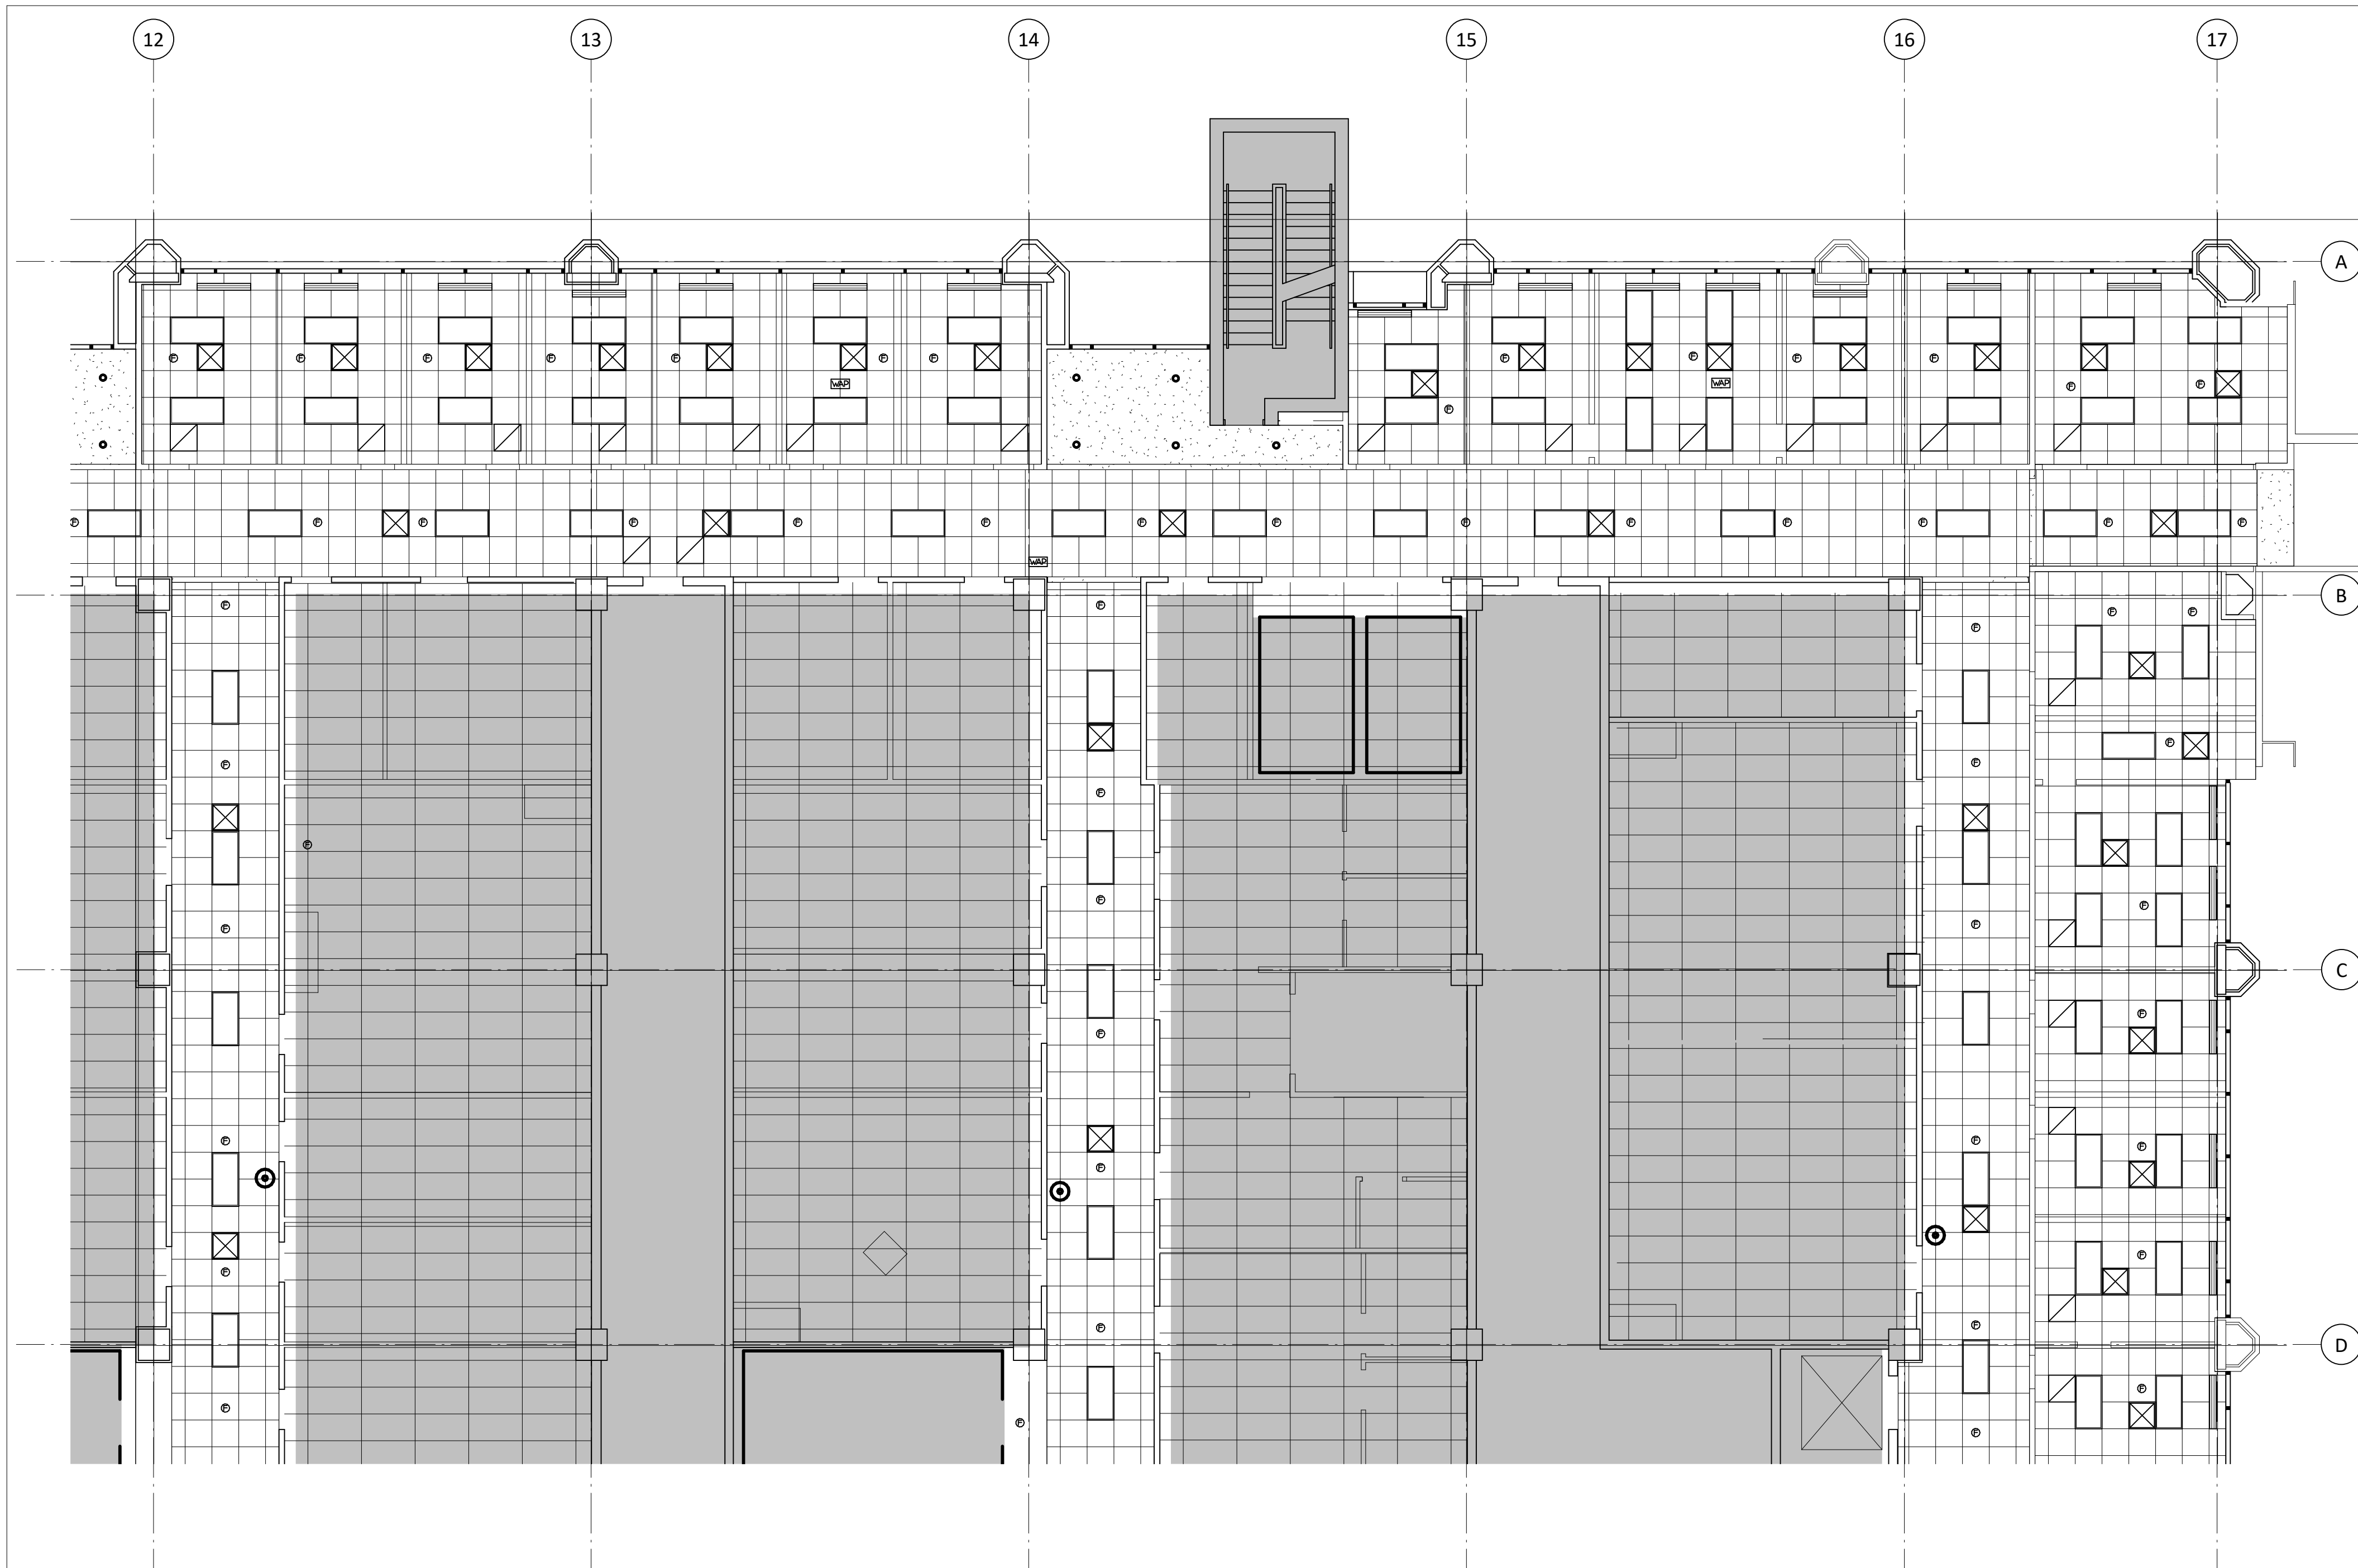 12 13 14 15 16 17
A
F F F F F F F F F F F F
WAP WAP
F F F
F F F F F F F F F F F F F F
WAP
B
F F F F F
F F F F
F
F F F F
C
F F
F F F F
F F F
F F
D
F F F F